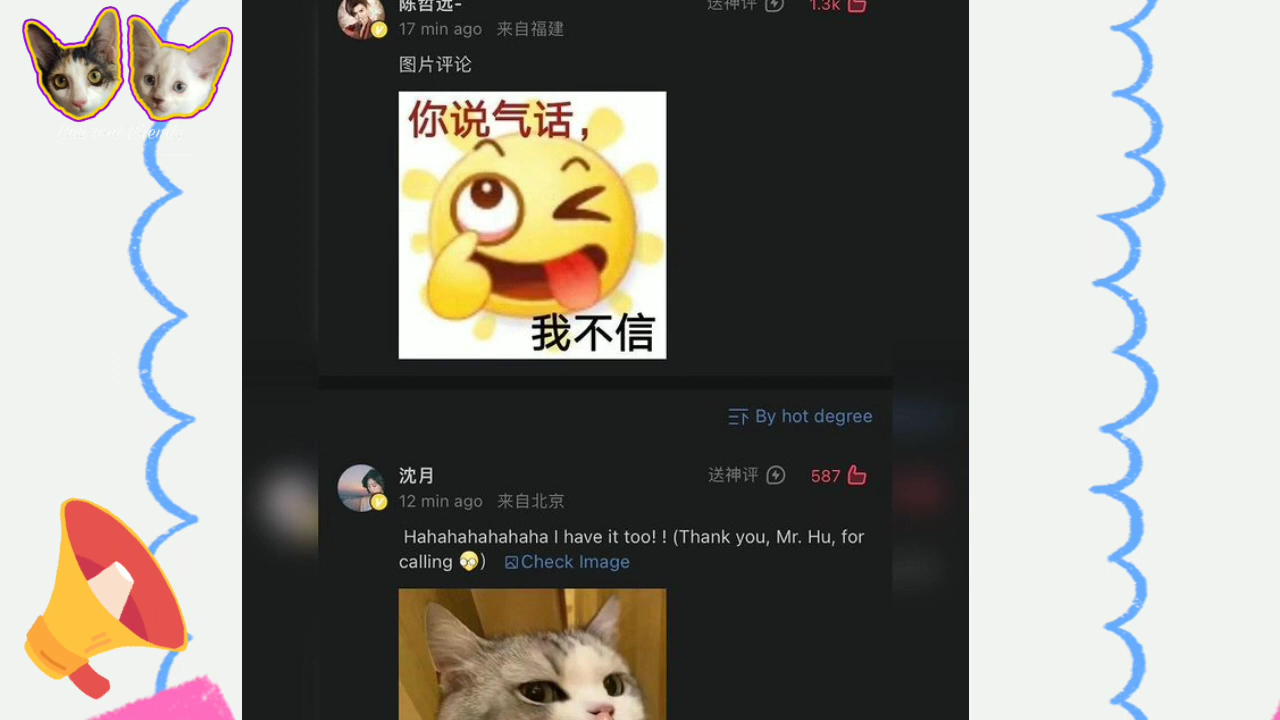 陈哲远-
送神评
1.3k
17 min ago 来自福建
图片评论
你说气话，
我不信
By hot degree
沈月
送神评
587
12 min ago 来自北京
Hahahahahahaha I have it too! ! (Thank you, Mr. Hu, for
calling ) Check Image